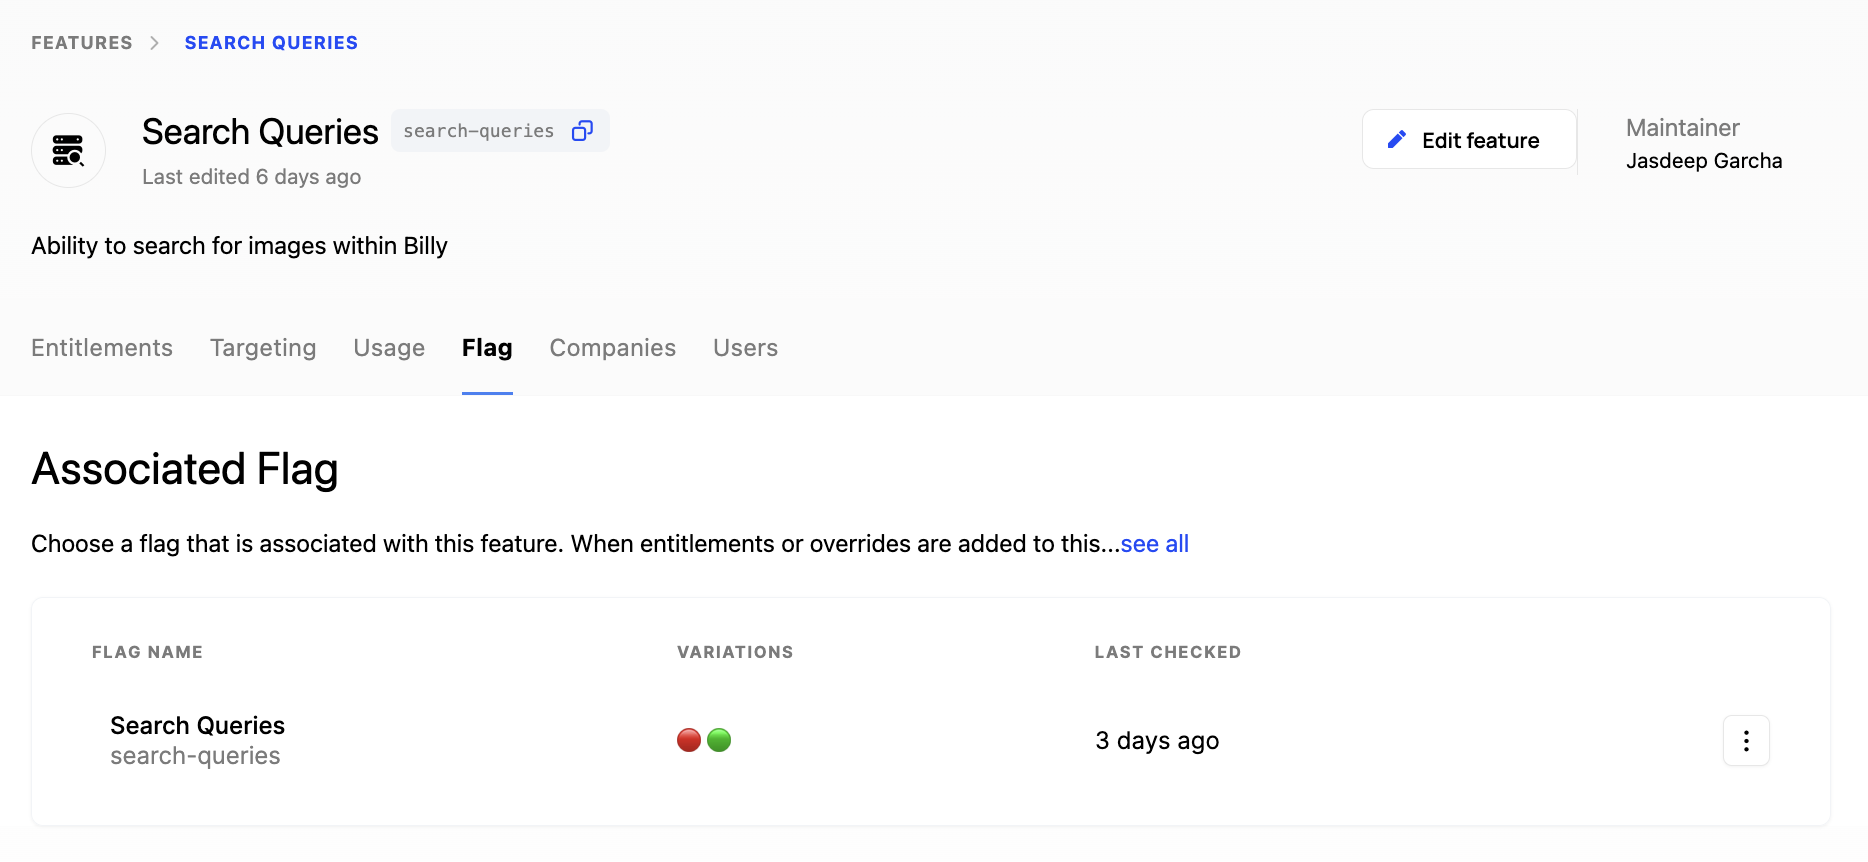 FEATURES > SEARCH QUERIES
Search Queries search-queries
Last edited 6 days ago
Edit feature
Maintainer
Jasdeep Garcha
Ability to search for images within Billy
Entitlements Targeting Usage Flag Companies Users
Associated Flag
Choose a flag that is associated with this feature. When entitlements or overrides are added to this...see all
FLAG NAME VARIATIONS LAST CHECKED
Search Queries
search-queries
3 days ago